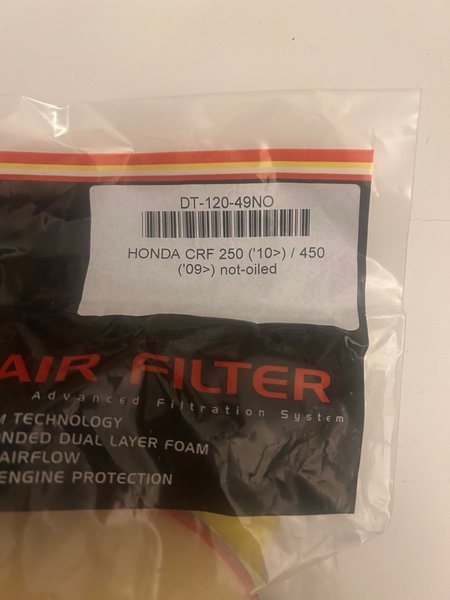 DT-120-49NO
HONDA CRF 250 ('10>) / 450
('09>) not-oiled
AIR FILTER
Advanced Filtration System
TECHNOLOGY
DUAL LAYER FOAM
AIRFLOW
ENGINE PROTECTION